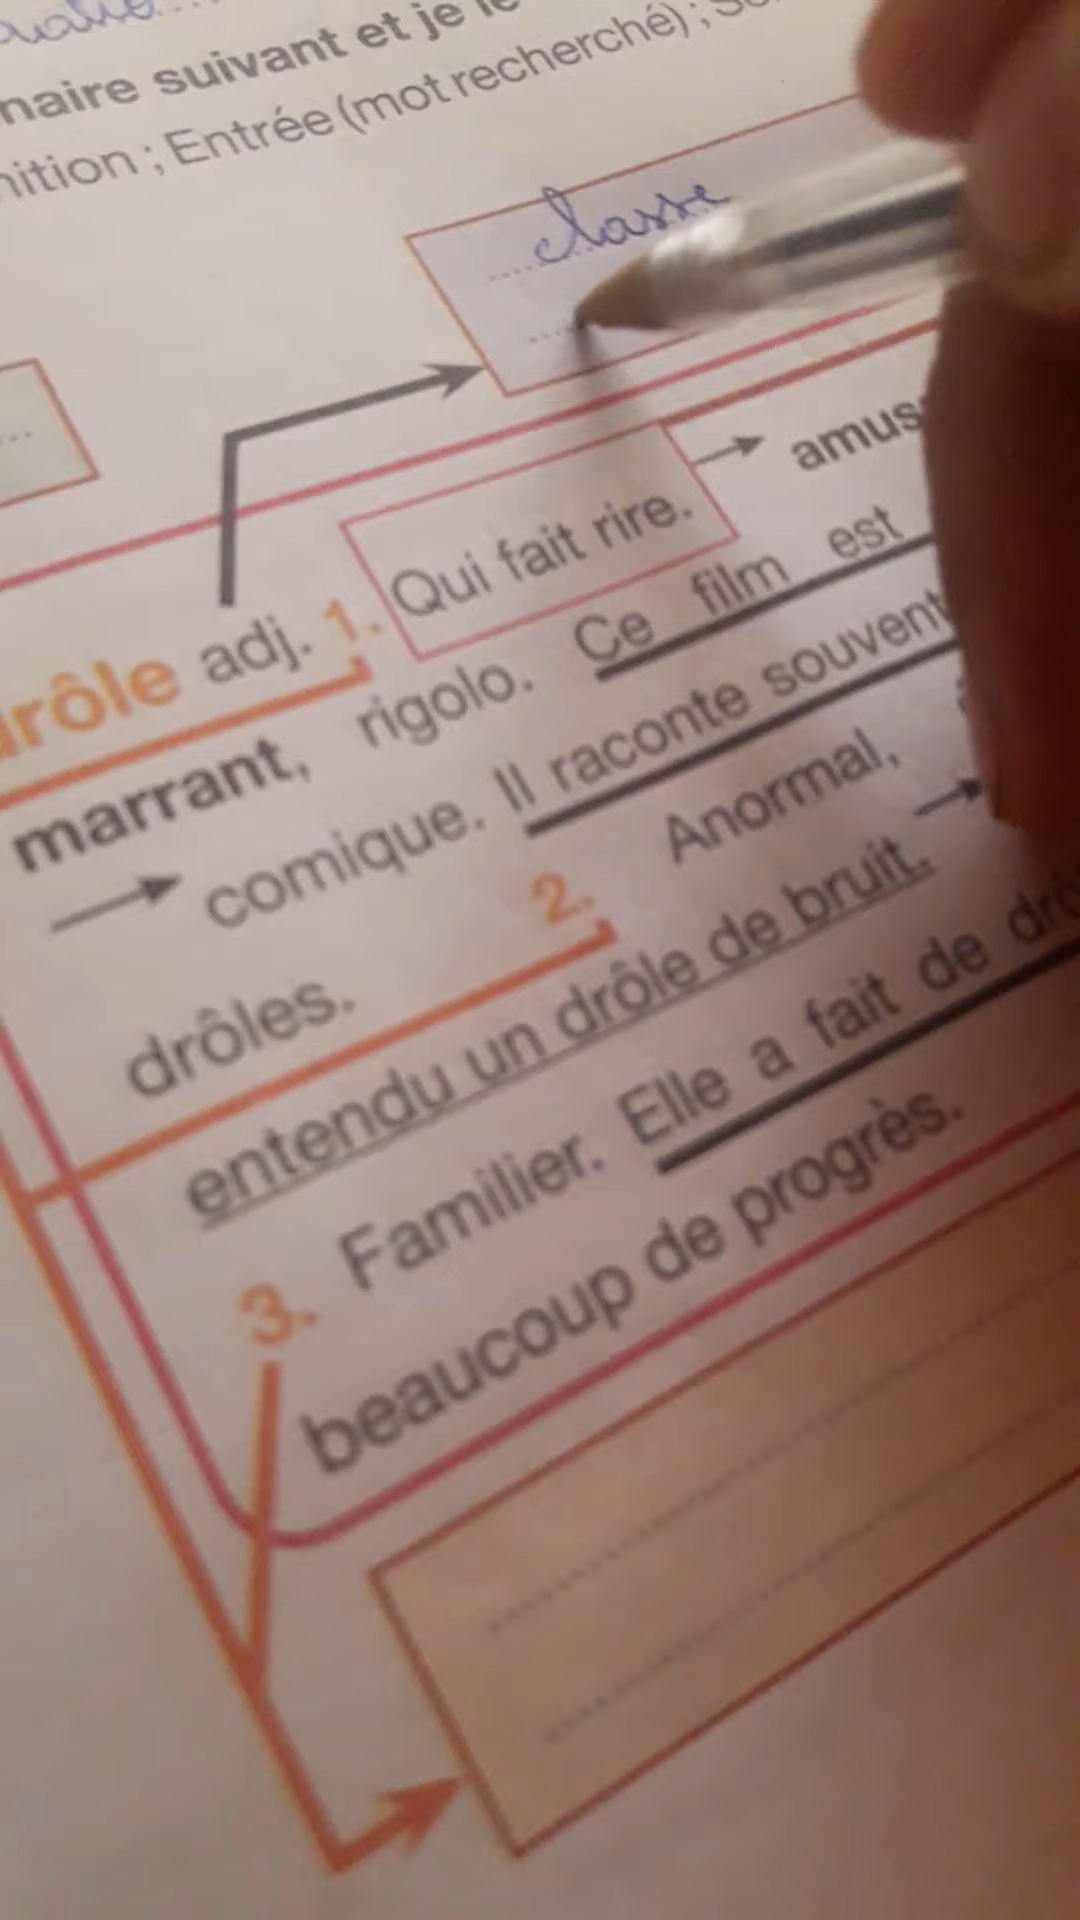 naire suivant et je le
nition ; Entrée (mot recherché) ;
classe
Qui fait rire. → amus
drôle adj. 1.
marrant, rigolo. Ce film est
→ comique. Il raconte souvent
drôles. 2. Anormal, →
entendu un drôle de bruit.
3. Familier. Elle a fait de drô
beaucoup de progrès.